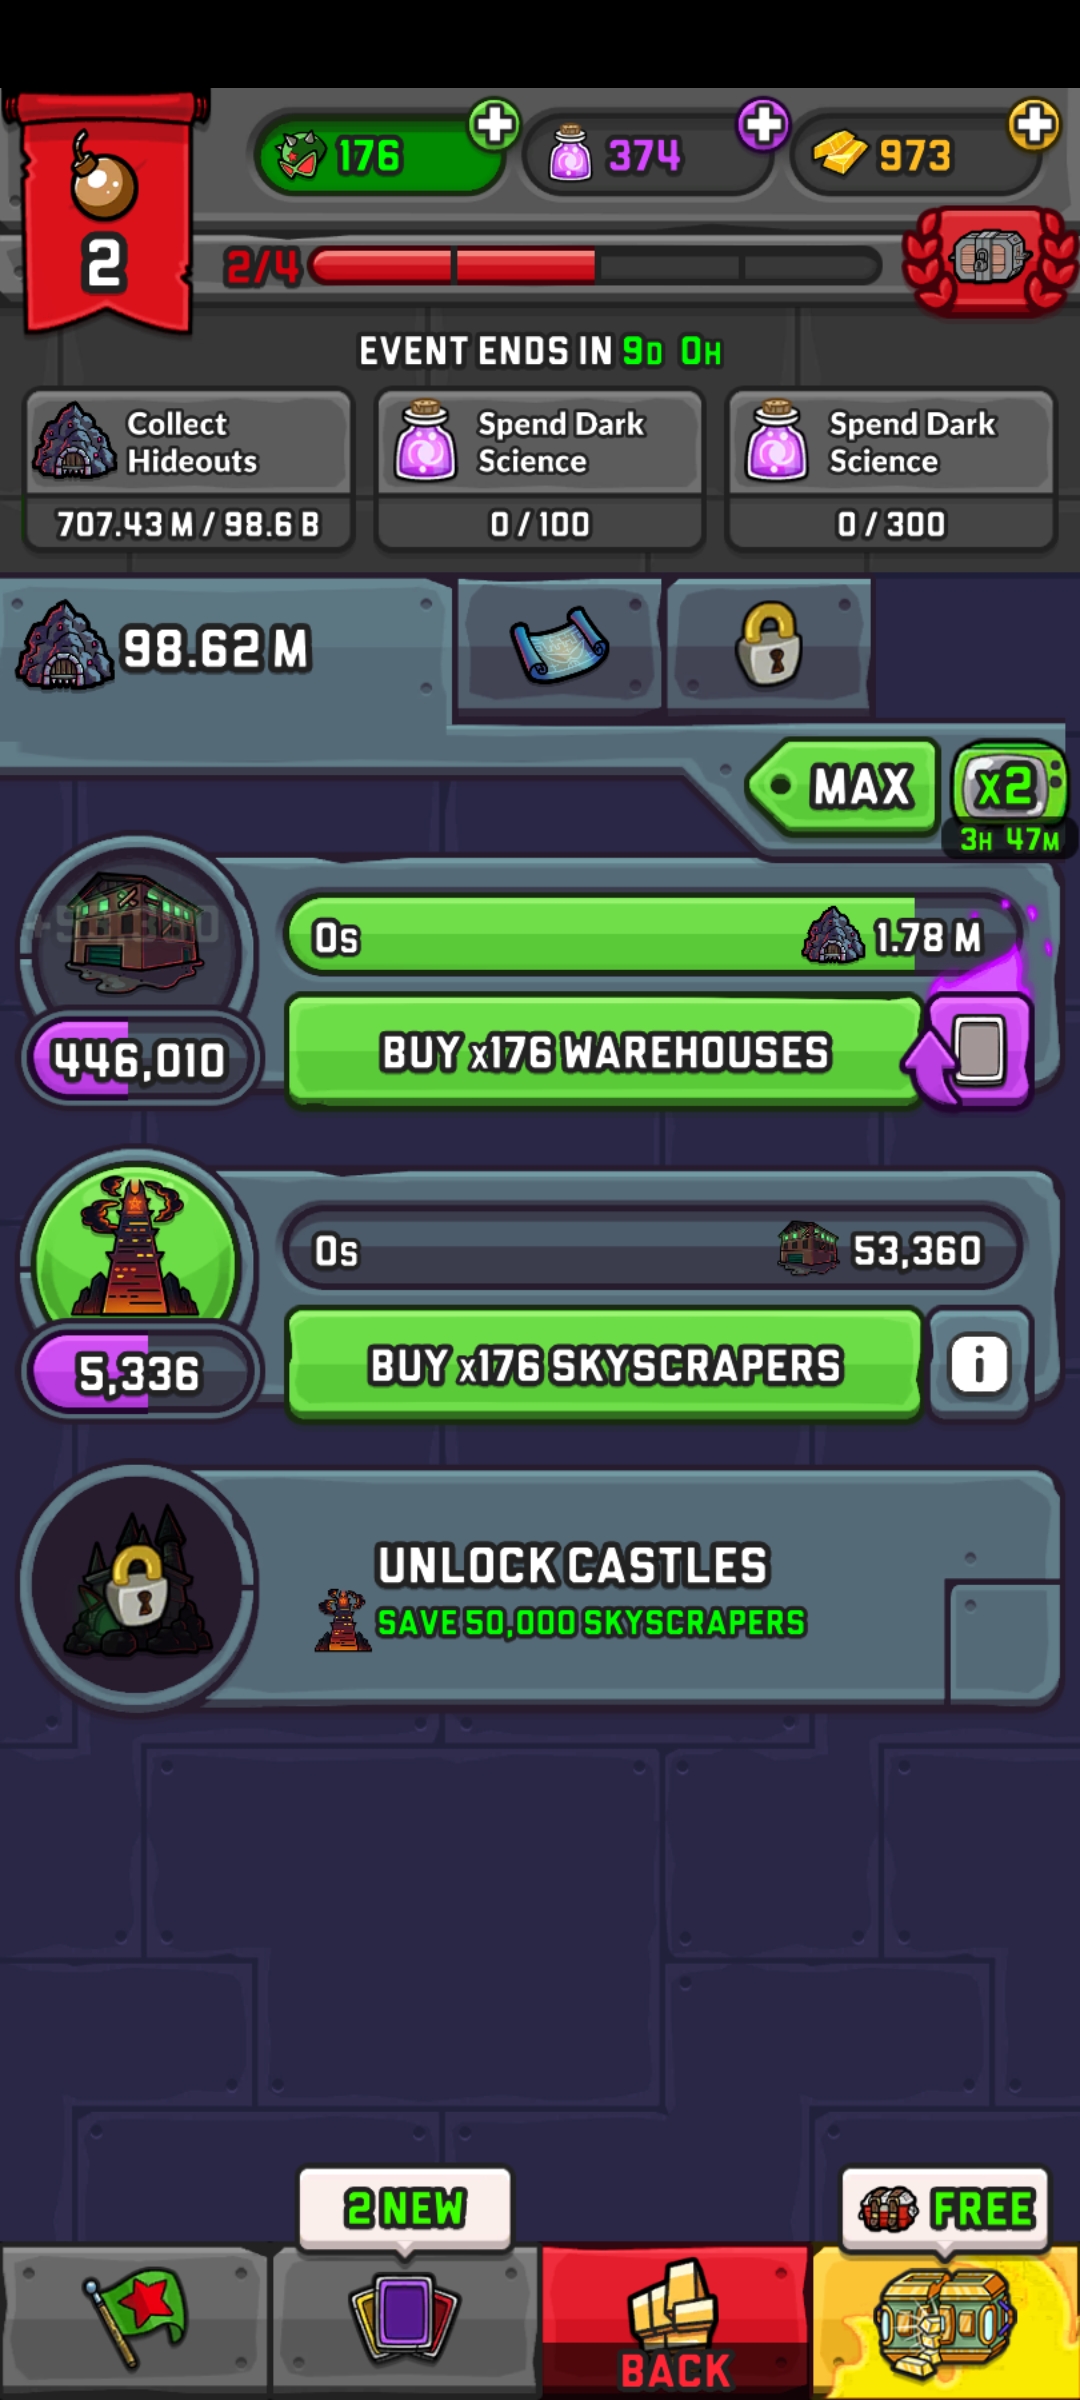 176
374
973
2
2/4
EVENT ENDS IN 9D 0H
Collect
Hideouts
707.43 M / 98.6 B
Spend Dark
Science
0 / 100
Spend Dark
Science
0 / 300
98.62 M
MAX
x2
3H 47M
0s
1.78 M
446,010
BUY x176 WAREHOUSES
0s
53,360
5,336
BUY x176 SKYSCRAPERS
i
UNLOCK CASTLES
SAVE 50,000 SKYSCRAPERS
2 NEW
FREE
BACK